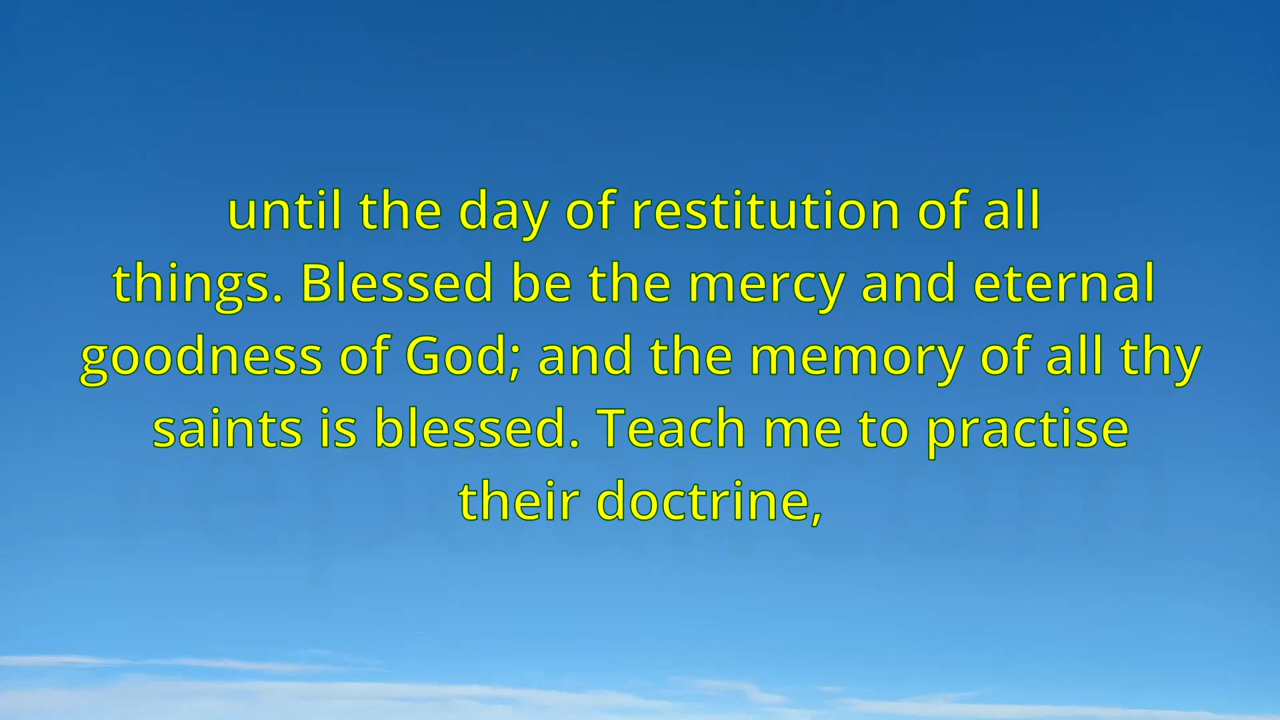 until the day of restitution of all
things. Blessed be the mercy and eternal
goodness of God; and the memory of all thy
saints is blessed. Teach me to practise
their doctrine,